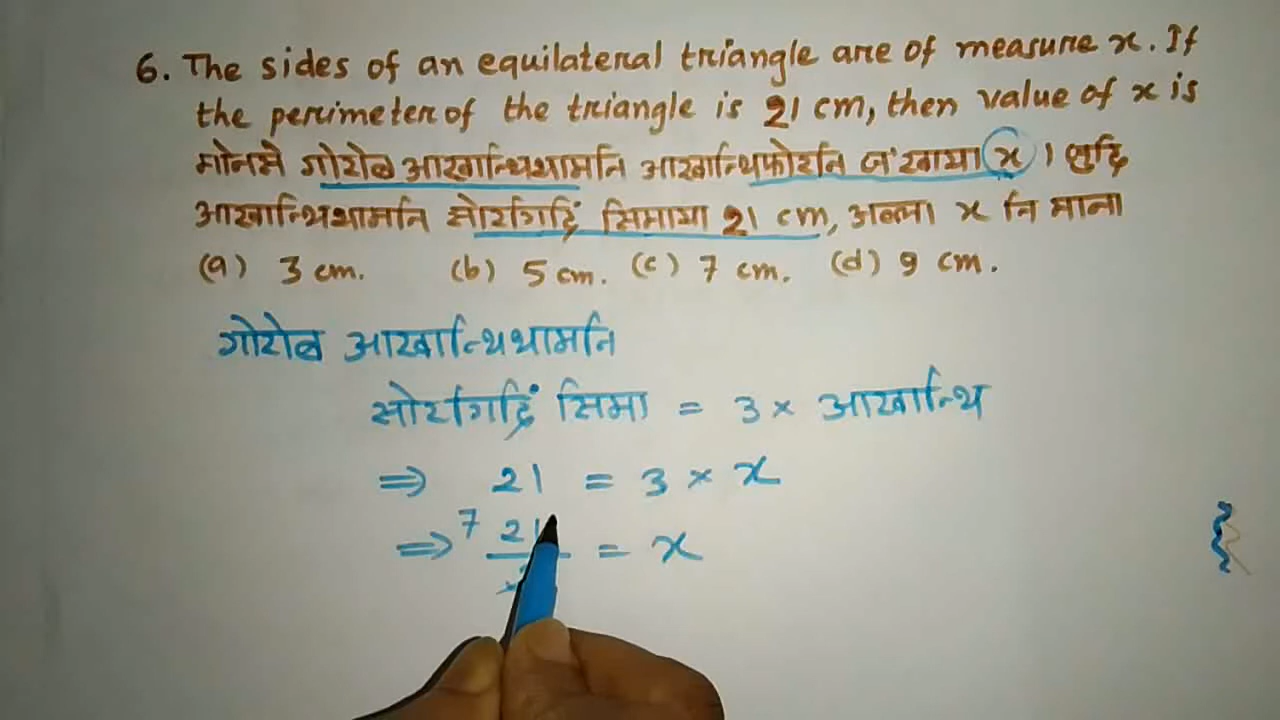 6. The sides of an equilateral triangle are of measure x. If
the perimeter of the triangle is 21 cm, then value of x is
मोनसे गोरोब आखान्थिथामनि आखान्थिफोरनि ज'खाया x । जुदि
आखान्थिथामनि सोरगिदिं सिमाया 21 cm, अब्ला x नि माना
(a) 3 cm. (b) 5 cm. (c) 7 cm. (d) 9 cm.
गोरोब आखान्थिथामनि
सोरगिदिं सिमा = 3 × आखान्थि
⇒ 21 = 3 × x
⇒ 7 21 = x